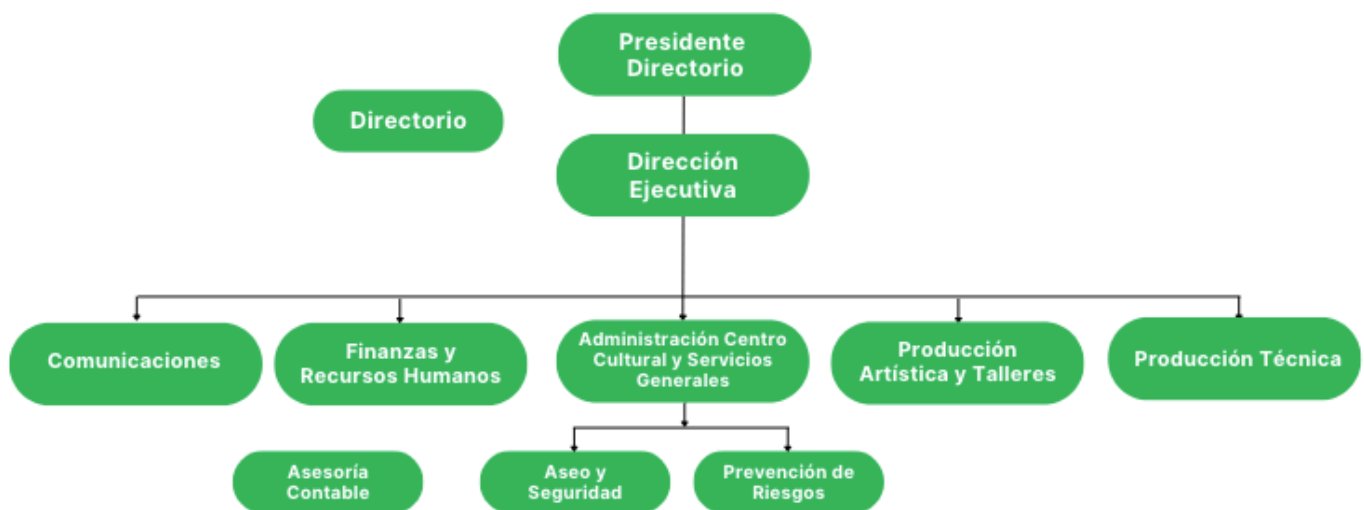 Presidente
Directorio
Directorio
Dirección
Ejecutiva
Comunicaciones
Finanzas y
Recursos Humanos
Administración Centro
Cultural y Servicios
Generales
Producción
Artística y Talleres
Producción Técnica
Asesoría
Contable
Aseo y
Seguridad
Prevención de
Riesgos